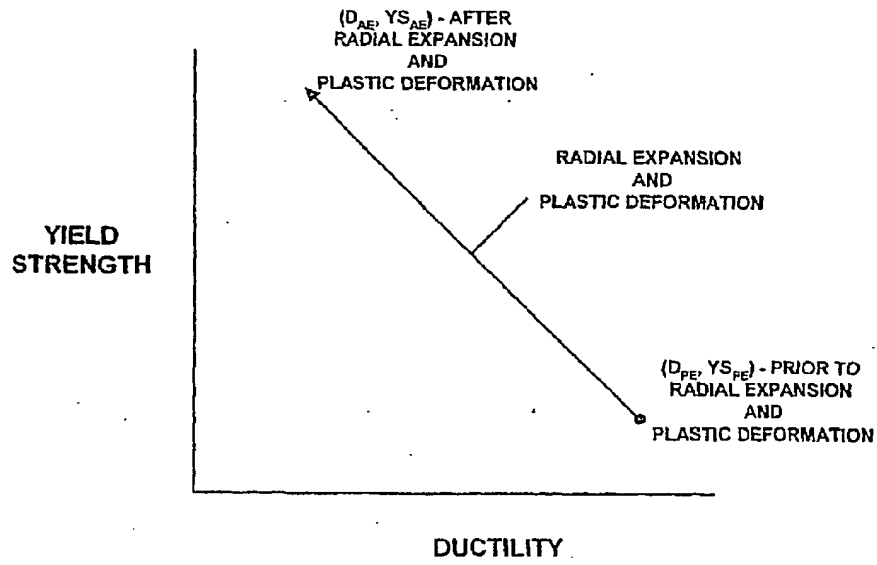 (D_AE, YS_AE) - AFTER
RADIAL EXPANSION
AND
PLASTIC DEFORMATION
RADIAL EXPANSION
AND
PLASTIC DEFORMATION
YIELD
STRENGTH
(D_PE, YS_PE) - PRIOR TO
RADIAL EXPANSION
AND
PLASTIC DEFORMATION
DUCTILITY